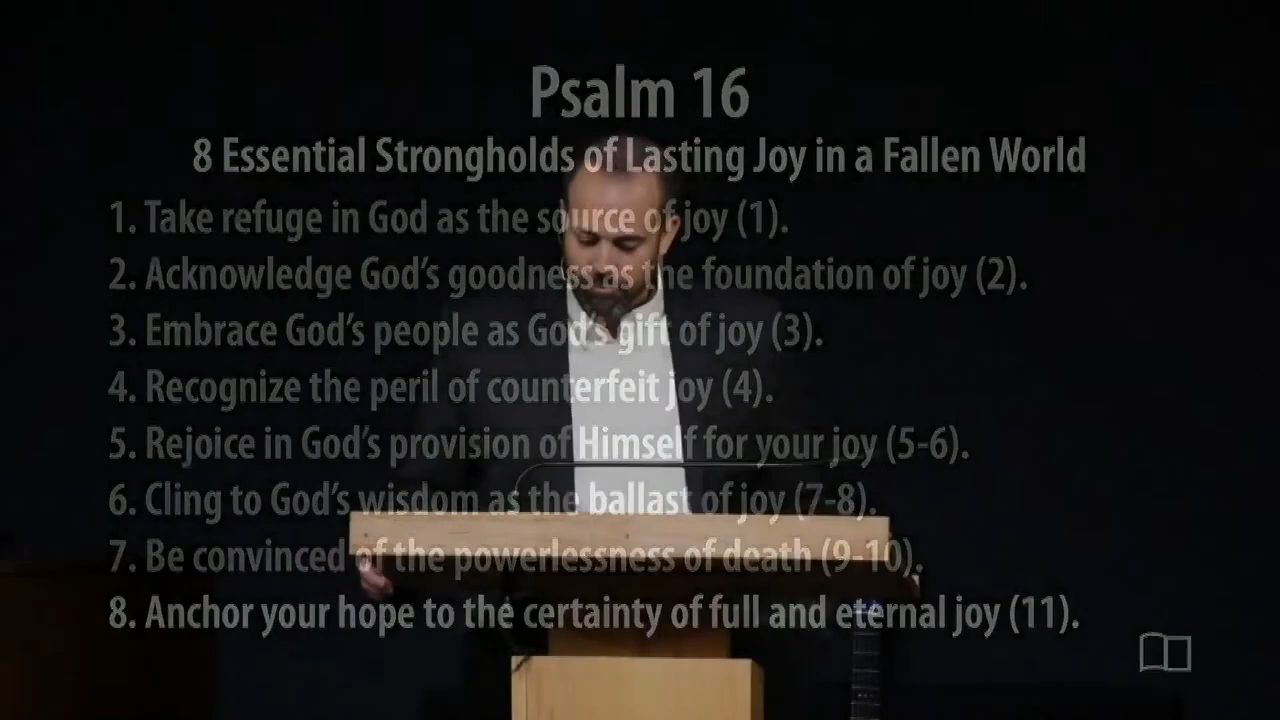 Psalm 16
8 Essential Strongholds of Lasting Joy in a Fallen World
1. Take refuge in God as the source of joy (1).
2. Acknowledge God's goodness as the foundation of joy (2).
3. Embrace God's people as God's gift of joy (3).
4. Recognize the peril of counterfeit joy (4).
5. Rejoice in God's provision of Himself for your joy (5-6).
6. Cling to God's wisdom as the ballast of joy (7-8).
7. Be convinced of the powerlessness of death (9-10).
8. Anchor your hope to the certainty of full and eternal joy (11).